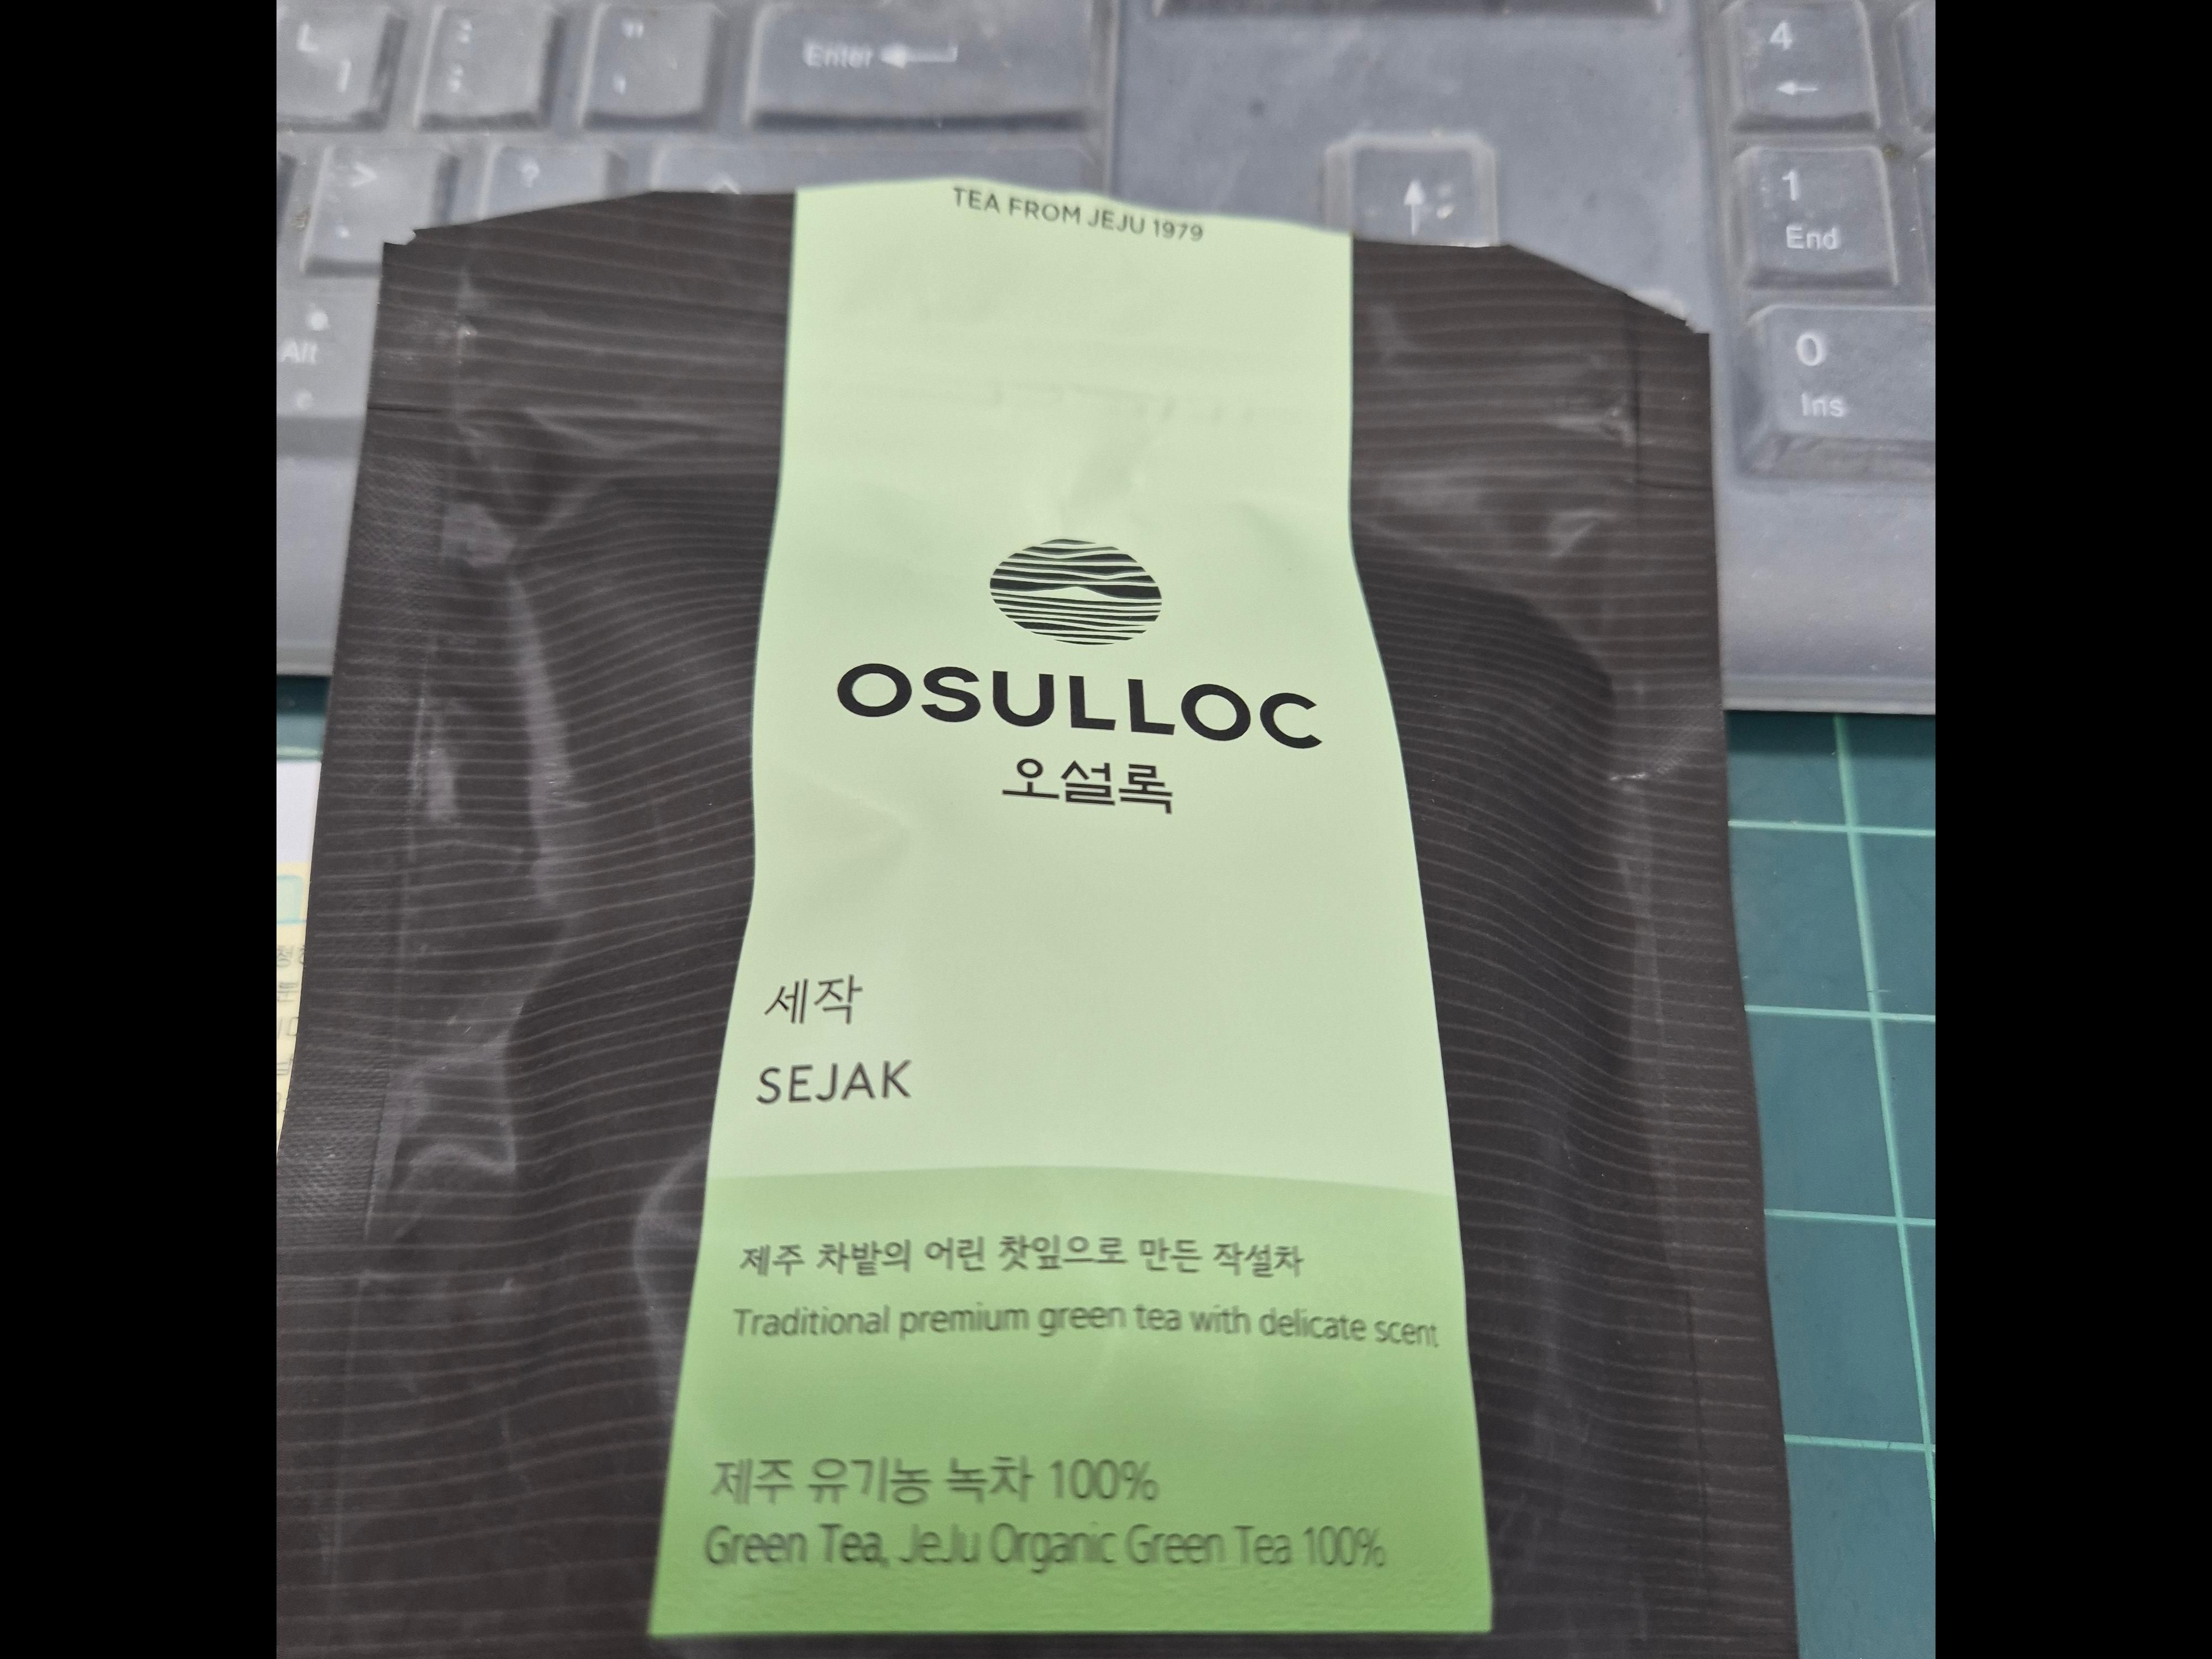 L
Enter
4
1
End
0
Ins
Alt
TEA FROM JEJU 1979
OSULLOC
오설록
세작
SEJAK
제주 차밭의 어린 찻잎으로 만든 작설차
Traditional premium green tea with delicate scent
제주 유기농 녹차 100%
Green Tea, JeJu Organic Green Tea 100%